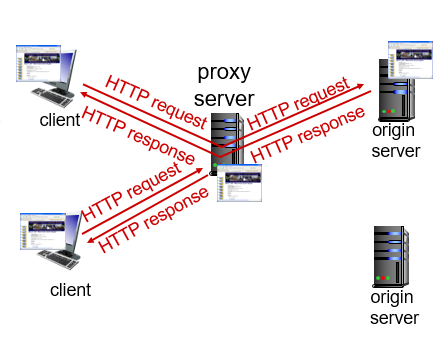 HTTP request
HTTP response
client
proxy
server
HTTP request
HTTP response
origin
server
HTTP request
HTTP response
client
origin
server